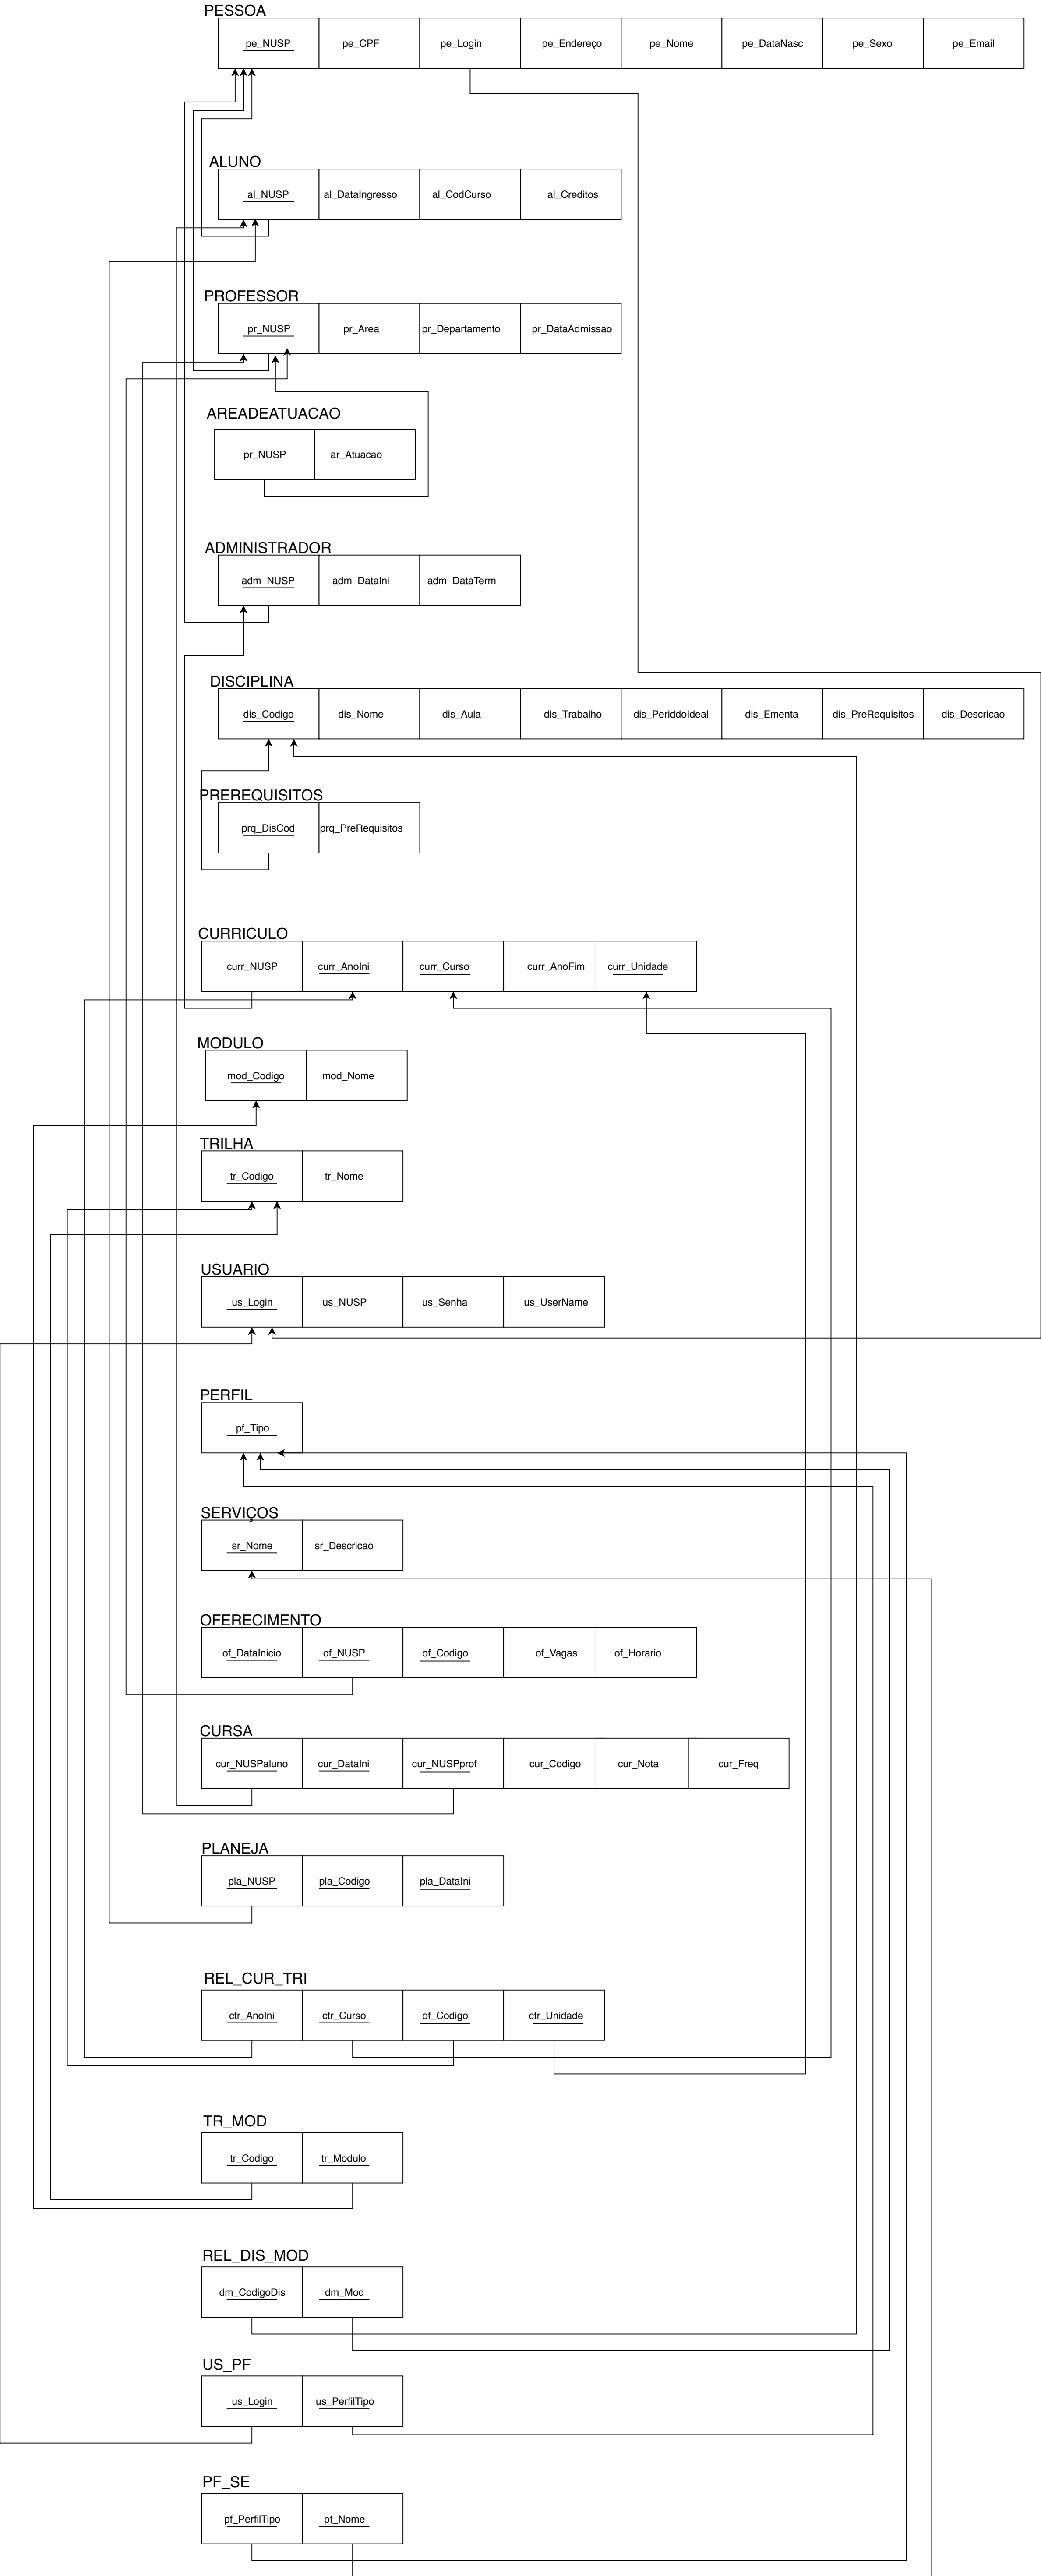 PESSOA
pe_NUSP pe_CPF pe_Login pe_Endereço pe_Nome pe_DataNasc pe_Sexo pe_Email
ALUNO
al_NUSP al_DataIngresso al_CodCurso al_Creditos
PROFESSOR
pr_NUSP pr_Area pr_Departamento pr_DataAdmissao
AREADEATUACAO
pr_NUSP ar_Atuacao
ADMINISTRADOR
adm_NUSP adm_DataIni adm_DataTerm
DISCIPLINA
dis_Codigo dis_Nome dis_Aula dis_Trabalho dis_PeriddoIdeal dis_Ementa dis_PreRequisitos dis_Descricao
PREREQUISITOS
prq_DisCod prq_PreRequisitos
CURRICULO
curr_NUSP curr_AnoIni curr_Curso curr_AnoFim curr_Unidade
MODULO
mod_Codigo mod_Nome
TRILHA
tr_Codigo tr_Nome
USUARIO
us_Login us_NUSP us_Senha us_UserName
PERFIL
pf_Tipo
SERVIÇOS
sr_Nome sr_Descricao
OFERECIMENTO
of_DataInicio of_NUSP of_Codigo of_Vagas of_Horario
CURSA
cur_NUSPaluno cur_DataIni cur_NUSPprof cur_Codigo cur_Nota cur_Freq
PLANEJA
pla_NUSP pla_Codigo pla_DataIni
REL_CUR_TRI
ctr_AnoIni ctr_Curso of_Codigo ctr_Unidade
TR_MOD
tr_Codigo tr_Modulo
REL_DIS_MOD
dm_CodigoDis dm_Mod
US_PF
us_Login us_PerfilTipo
PF_SE
pf_PerfilTipo pf_Nome